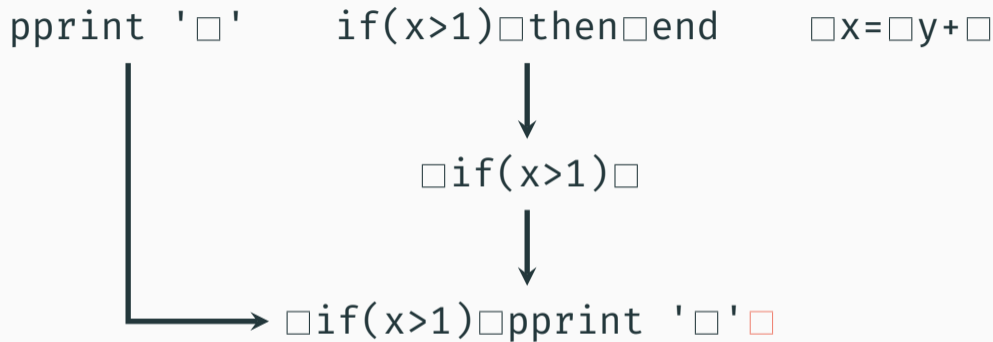 pprint '□' if(x>1)□then□end □x=□y+□
□if(x>1)□
□if(x>1)□pprint '□'□